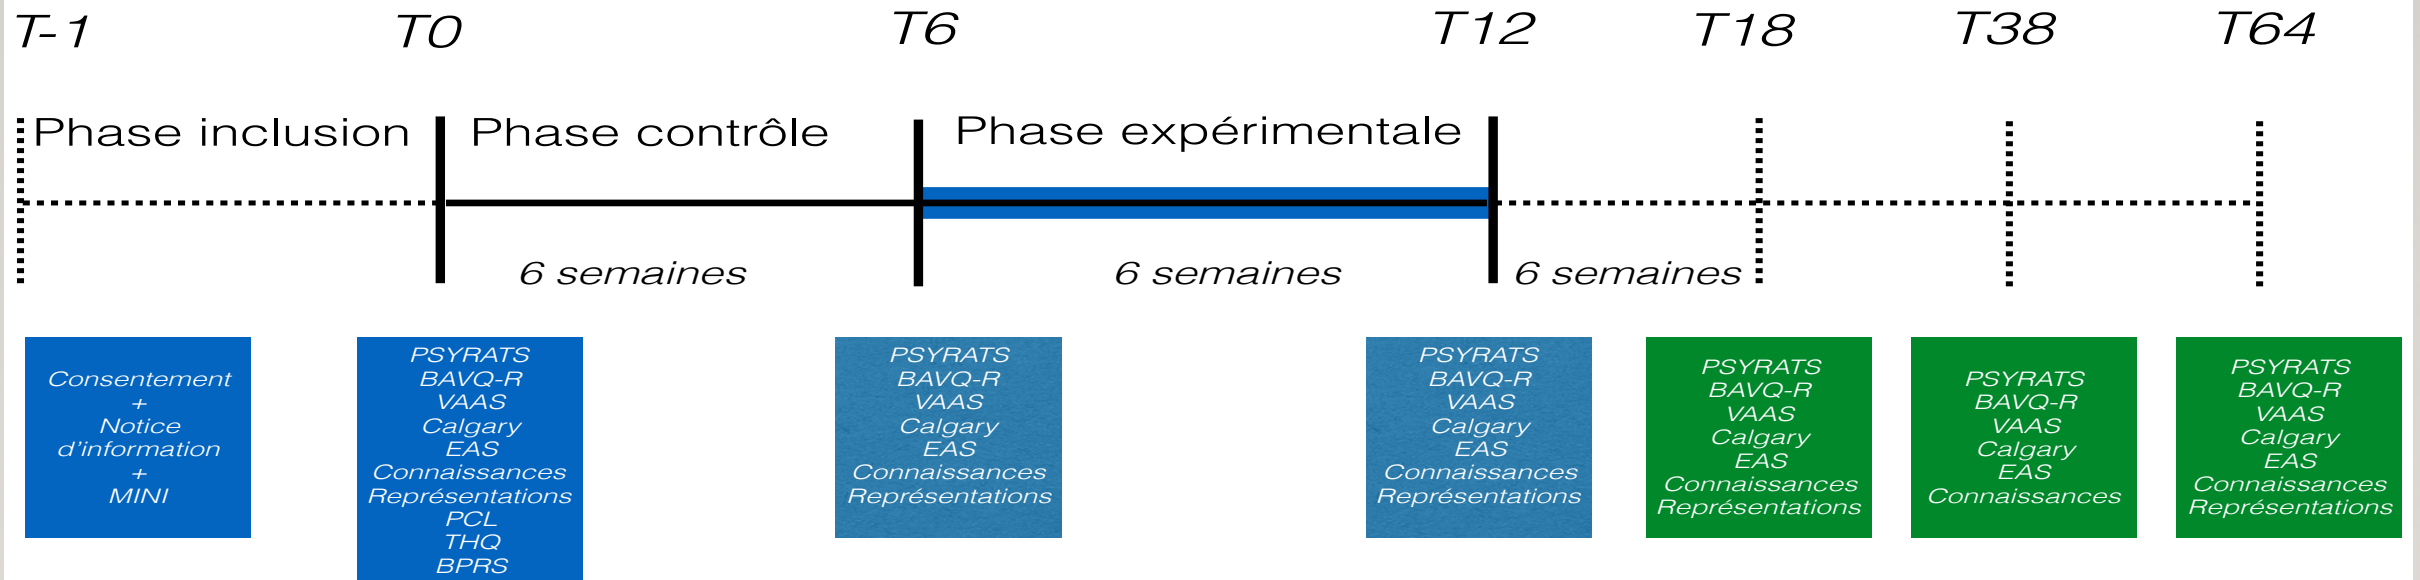 T-1
T0
T6
T12
T18
T38
T64
Phase inclusion
Phase contrôle
Phase expérimentale
6 semaines
6 semaines
6 semaines
Consentement
+
Notice
d'information
+
MINI
PSYRATS
BAVQ-R
VAAS
Calgary
EAS
Connaissances
Représentations
PCL
THQ
BPRS
PSYRATS
BAVQ-R
VAAS
Calgary
EAS
Connaissances
Représentations
PSYRATS
BAVQ-R
VAAS
Calgary
EAS
Connaissances
Représentations
PSYRATS
BAVQ-R
VAAS
Calgary
EAS
Connaissances
Représentations
PSYRATS
BAVQ-R
VAAS
Calgary
EAS
Connaissances
PSYRATS
BAVQ-R
VAAS
Calgary
EAS
Connaissances
Représentations